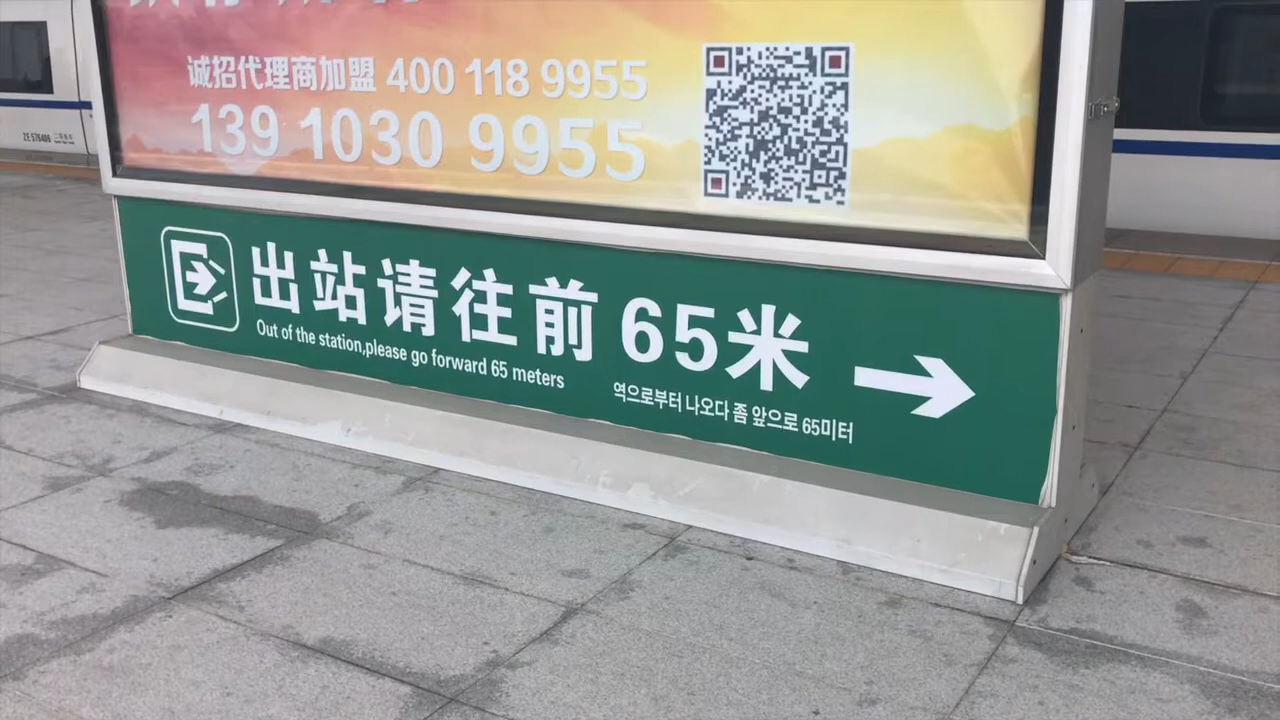 诚招代理商加盟 400 118 9955
139 1030 9955
ZE 576406
出站请往前 65米
Out of the station,please go forward 65 meters
역으로부터 나오다 좀 앞으로 65미터